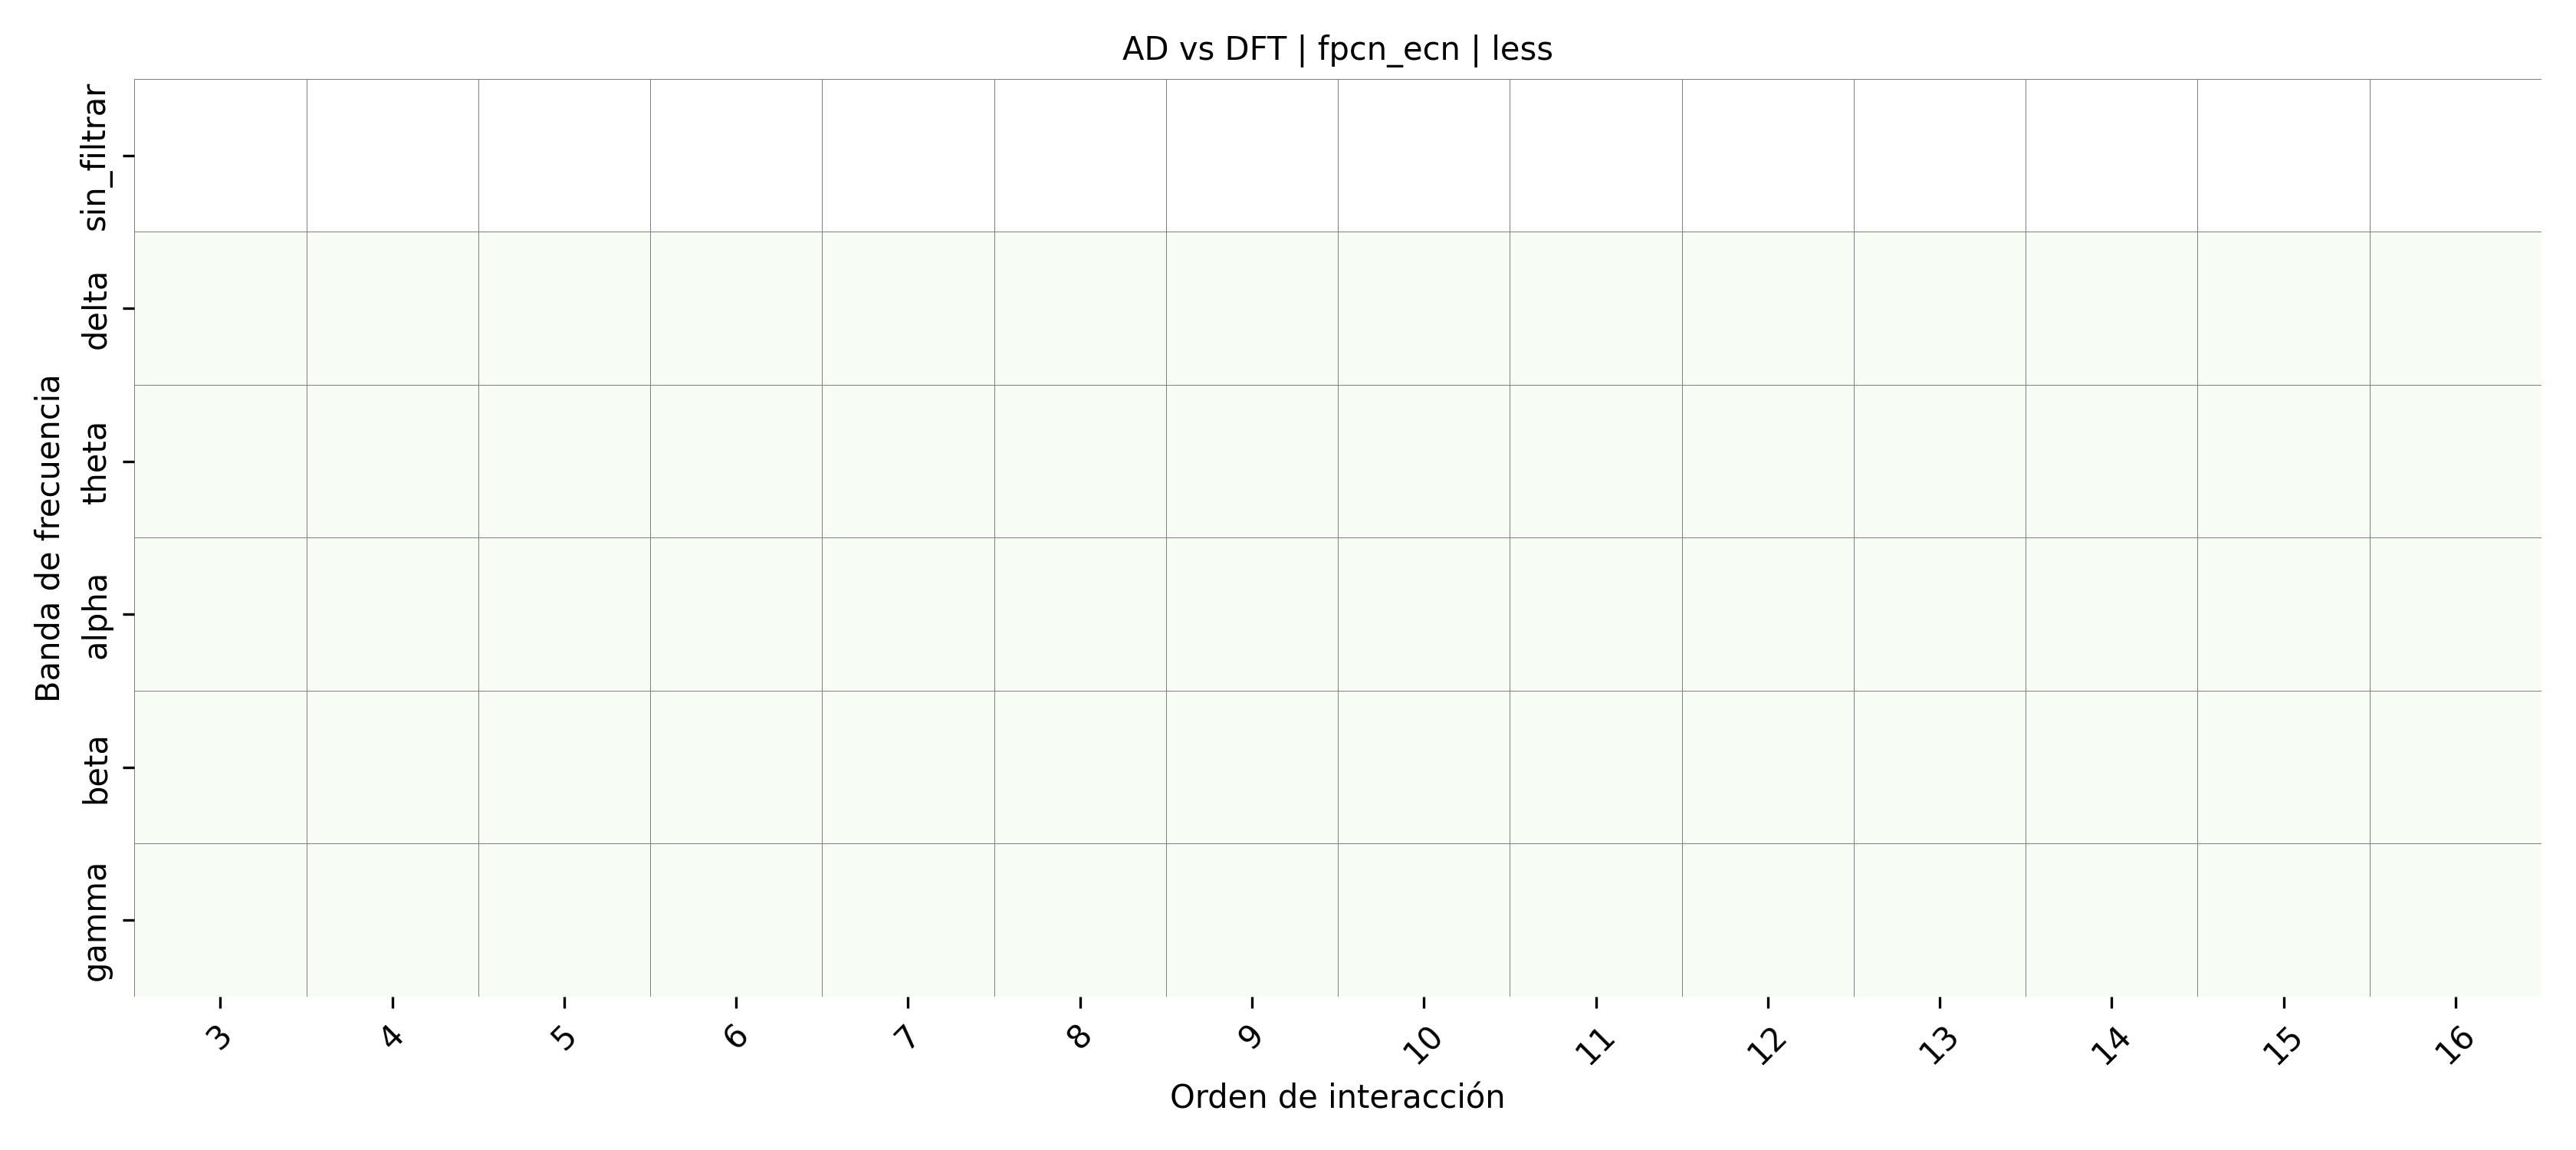 AD vs DFT | fpcn_ecn | less
Banda de frecuencia
sin_filtrar
delta
theta
alpha
beta
gamma
3 4 5 6 7 8 9 10 11 12 13 14 15 16
Orden de interacción